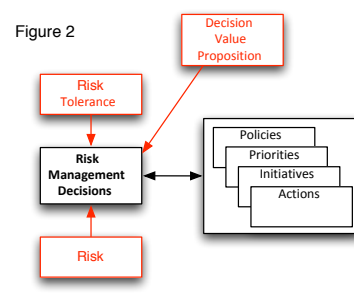 Figure 2
Decision
Value
Proposition
Risk
Tolerance
Risk
Management
Decisions
Policies
Priorities
Initiatives
Actions
Risk